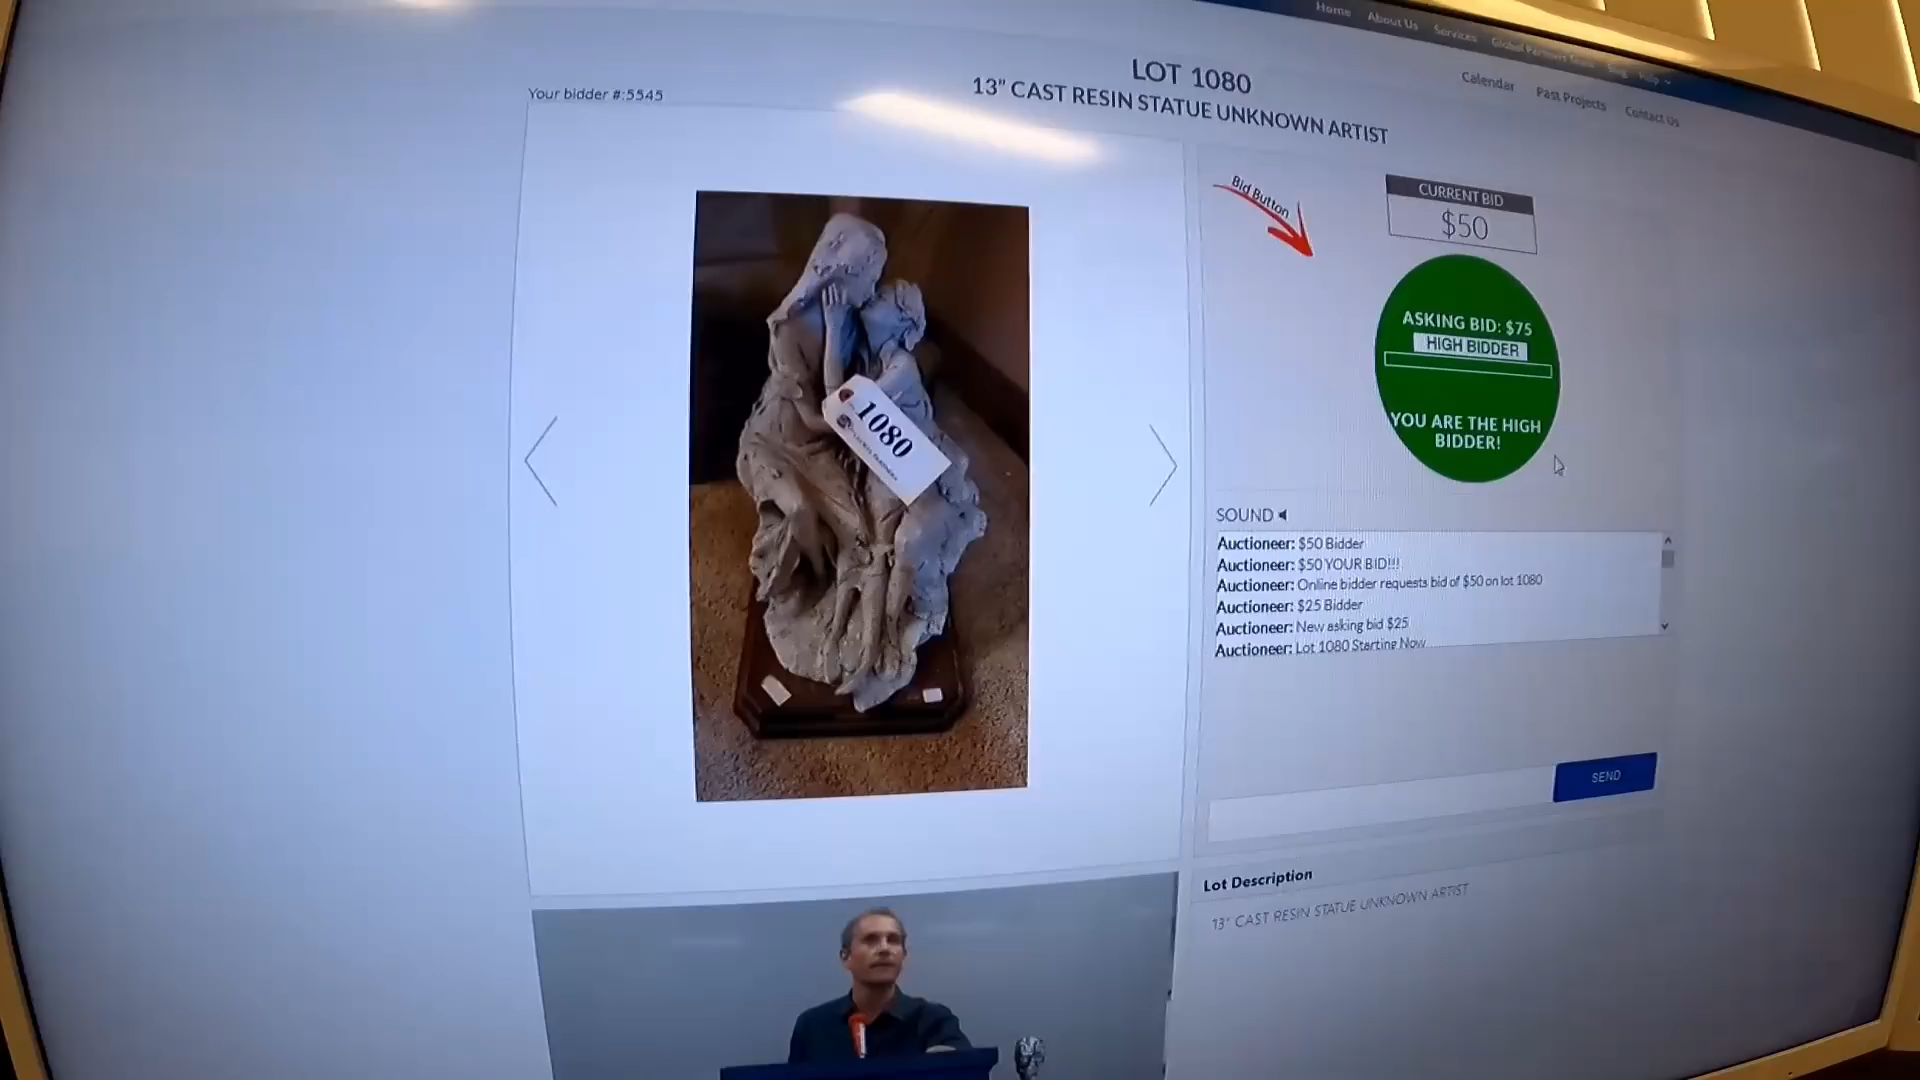 Home
About Us
Services
Help
Calendar
Past Projects
Contact Us
LOT 1080
13" CAST RESIN STATUE UNKNOWN ARTIST
Your bidder #:5545
Bid Button
CURRENT BID
$50
ASKING BID: $75
HIGH BIDDER
YOU ARE THE HIGH
BIDDER!
1080
SOUND
Auctioneer: $50 Bidder
Auctioneer: $50 YOUR BID!!!
Auctioneer: Online bidder requests bid of $50 on lot 1080
Auctioneer: $25 Bidder
Auctioneer: New asking bid $25
Auctioneer: Lot 1080 Starting Now
SEND
Lot Description
13" CAST RESIN STATUE UNKNOWN ARTIST